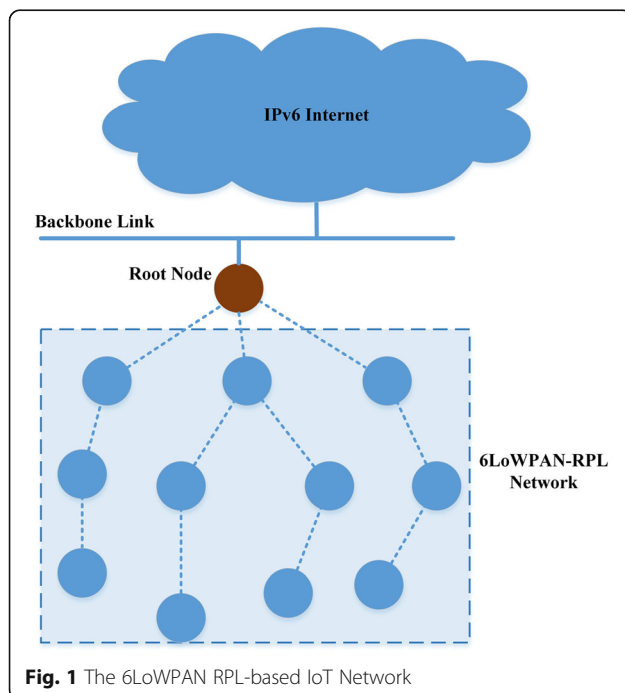 IPv6 Internet
Backbone Link
Root Node
6LoWPAN-RPL
Network
Fig. 1 The 6LoWPAN RPL-based IoT Network